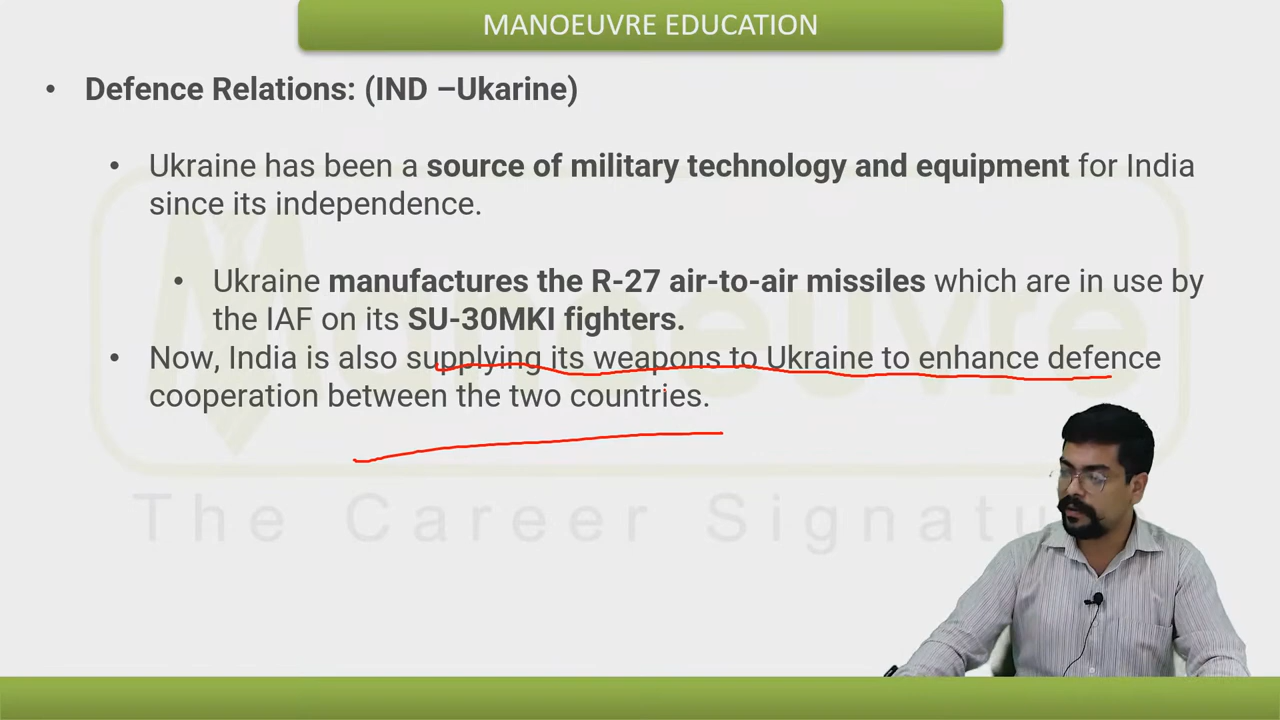 MANOEUVRE EDUCATION
• Defence Relations: (IND –Ukarine)
• Ukraine has been a source of military technology and equipment for India
since its independence.
• Ukraine manufactures the R-27 air-to-air missiles which are in use by
the IAF on its SU-30MKI fighters.
• Now, India is also supplying its weapons to Ukraine to enhance defence
cooperation between the two countries.
Manoeuvre
The Career Signature